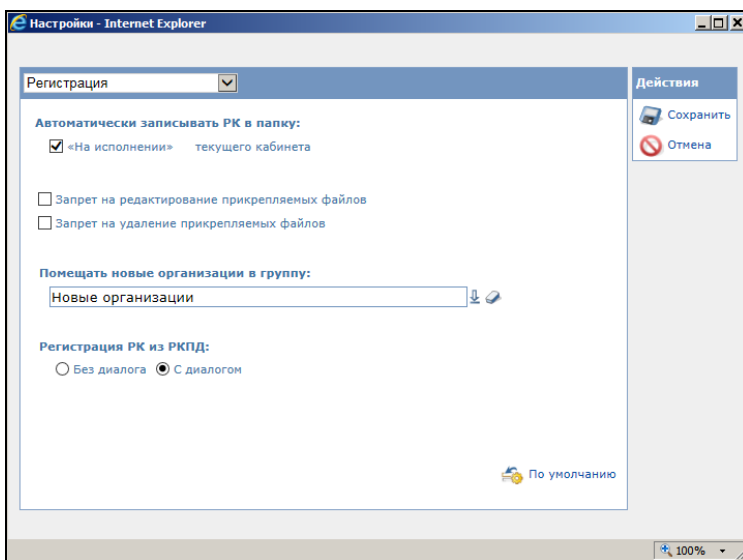 Настройки - Internet Explorer
Регистрация
Действия
Сохранить
Отмена
Автоматически записывать РК в папку:
«На исполнении» текущего кабинета
Запрет на редактирование прикрепляемых файлов
Запрет на удаление прикрепляемых файлов
Помещать новые организации в группу:
Новые организации
Регистрация РК из РКПД:
Без диалога С диалогом
По умолчанию
100%